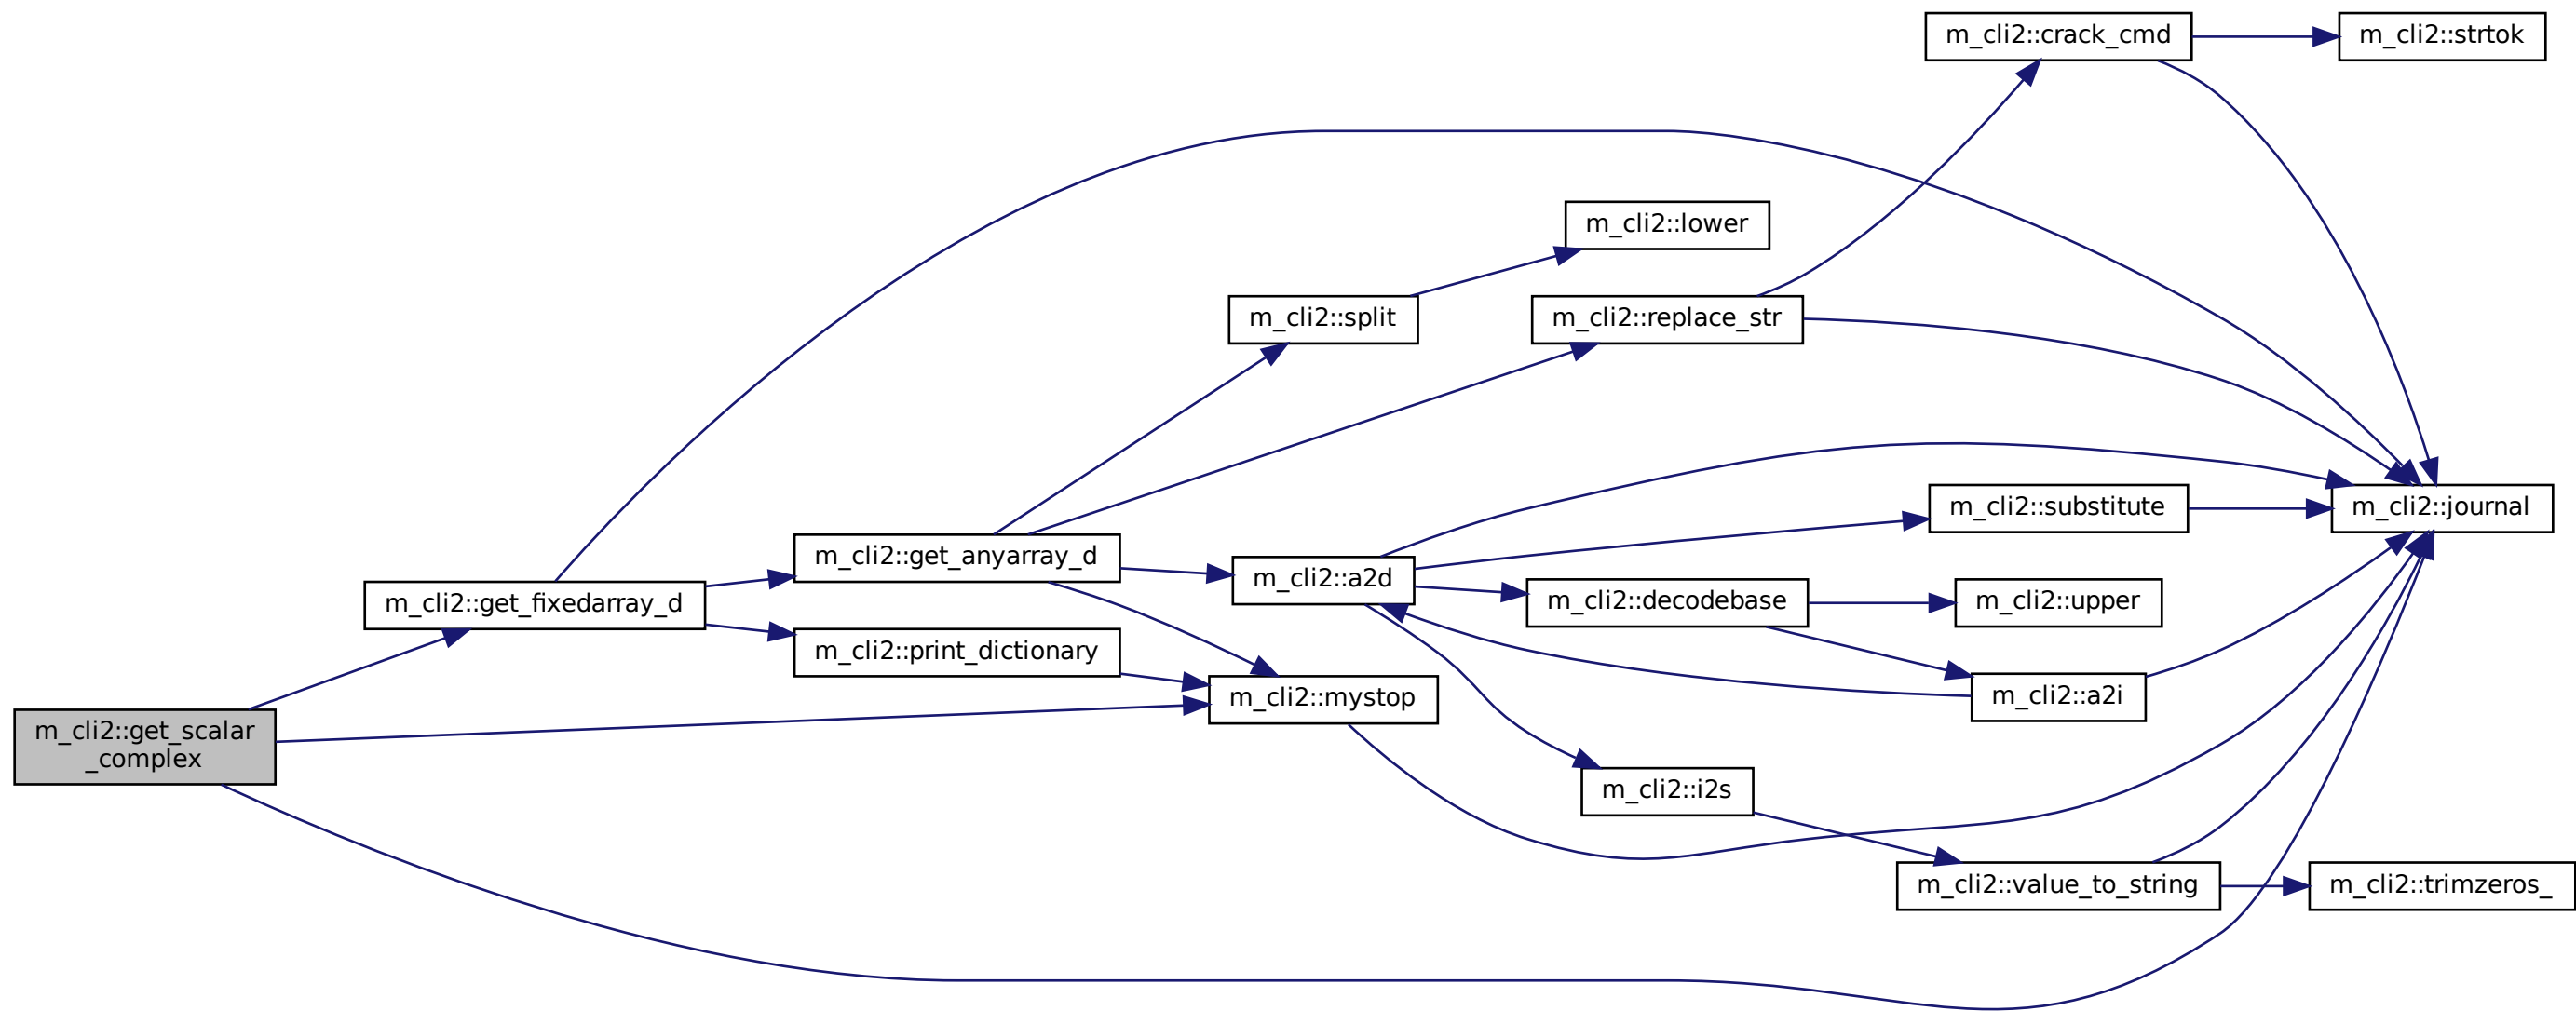 m_cli2::crack_cmd
m_cli2::strtok
m_cli2::lower
m_cli2::split
m_cli2::replace_str
m_cli2::substitute
m_cli2::journal
m_cli2::get_anyarray_d
m_cli2::a2d
m_cli2::get_fixedarray_d
m_cli2::decodebase
m_cli2::upper
m_cli2::print_dictionary
m_cli2::mystop
m_cli2::a2i
m_cli2::get_scalar
_complex
m_cli2::i2s
m_cli2::value_to_string
m_cli2::trimzeros_